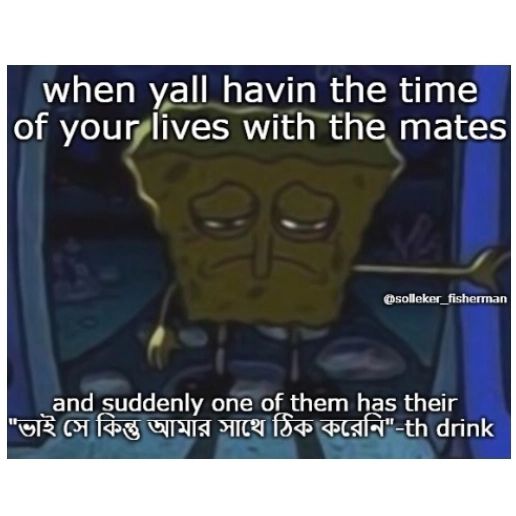 when yall havin the time
of your lives with the mates
@solleker_fisherman
and suddenly one of them has their
"ভাই সে কিন্তু আমার সাথে ঠিক করেনি"-th drink